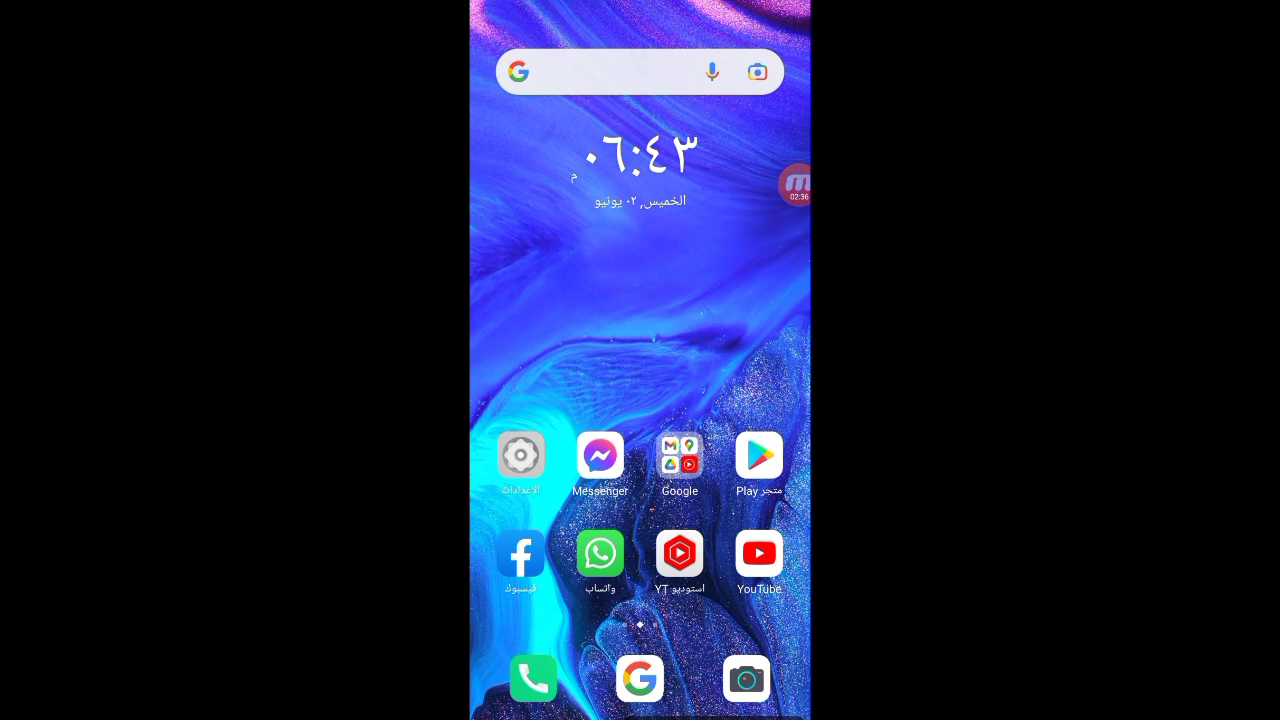 ٠٦:٤٣ م
الخميس, ٠٢ يونيو
02:36
الإعدادات
Messenger
Google
متجر Play
فيسبوك
واتساب
استوديو YT
YouTube